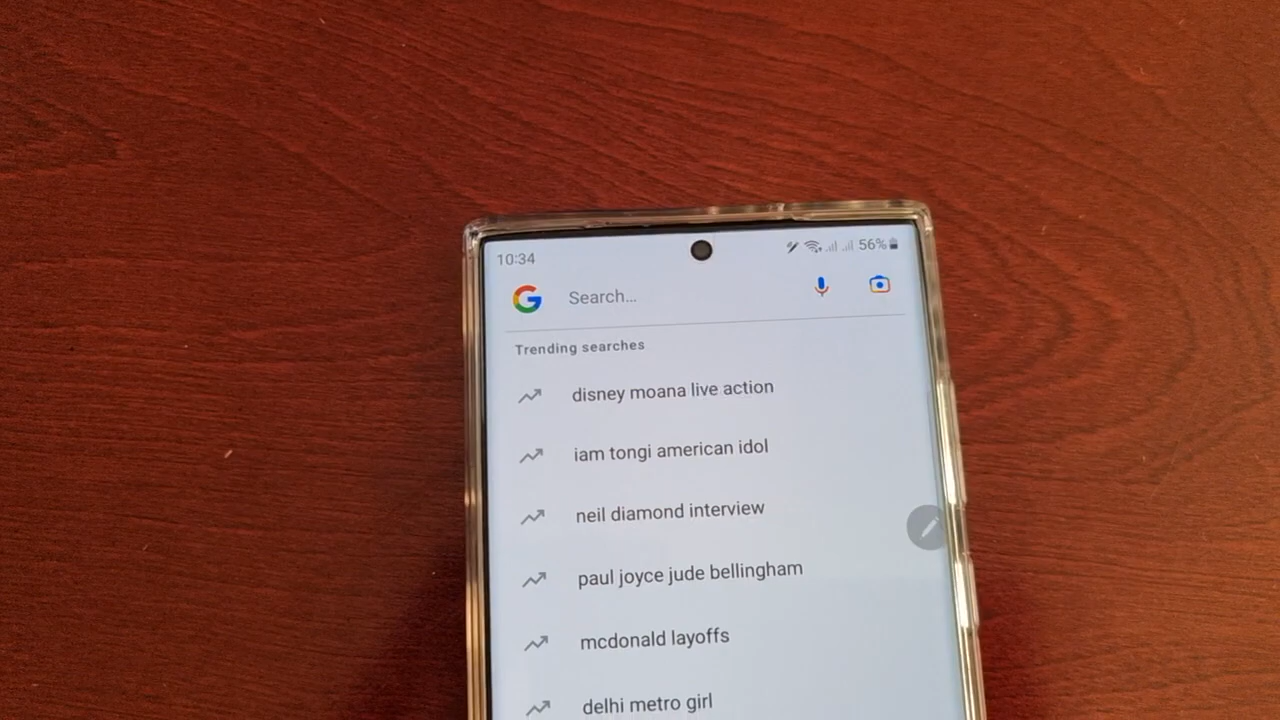 10:34
56%
Search...
Trending searches
disney moana live action
iam tongi american idol
neil diamond interview
paul joyce jude bellingham
mcdonald layoffs
delhi metro girl